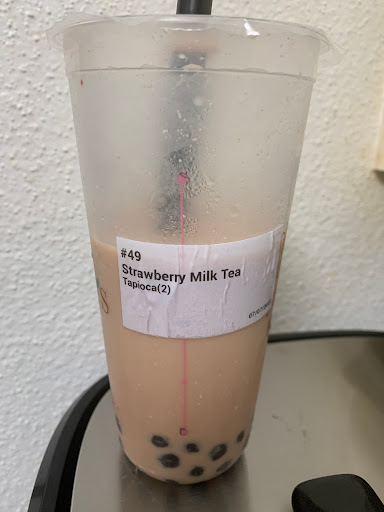 #49
Strawberry Milk Tea
Tapioca(2)